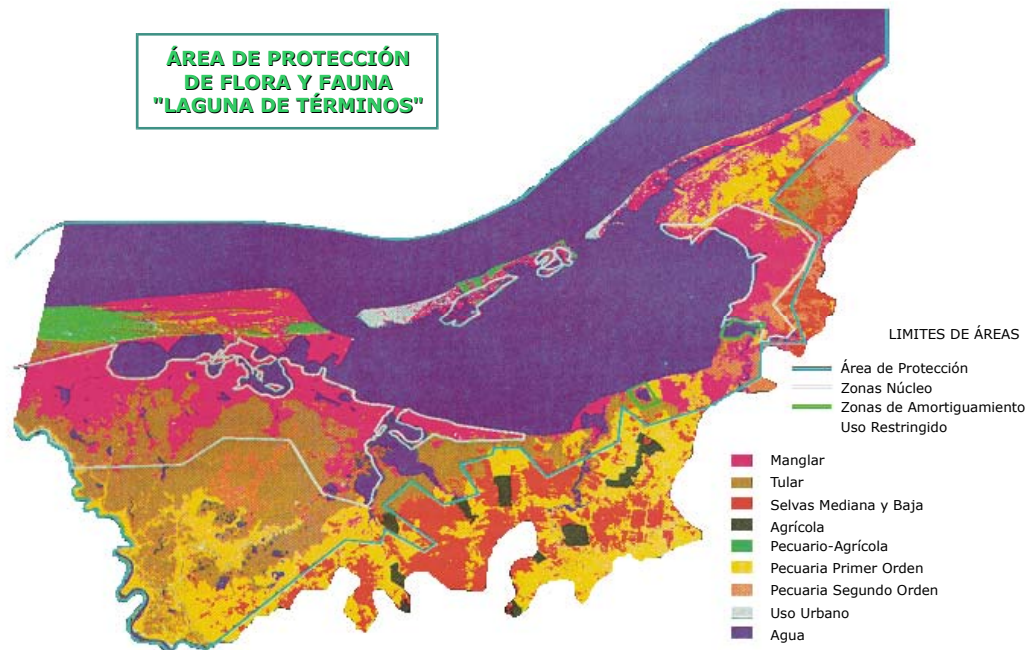 ÁREA DE PROTECCIÓN
DE FLORA Y FAUNA
"LAGUNA DE TÉRMINOS"
LIMITES DE ÁREAS
Área de Protección
Zonas Núcleo
Zonas de Amortiguamiento
Uso Restringido
Manglar
Tular
Selvas Mediana y Baja
Agrícola
Pecuario-Agrícola
Pecuaria Primer Orden
Pecuaria Segundo Orden
Uso Urbano
Agua